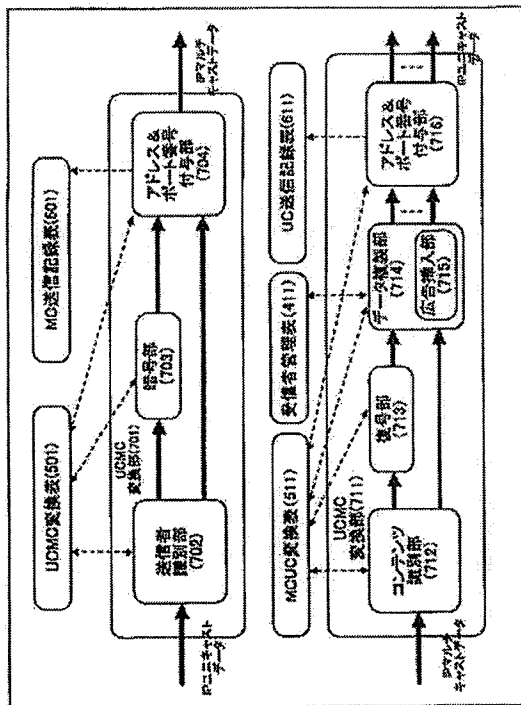 UCMC変換表(501)
MC送信記録表(601)
UCMC
変換部(701)
IPユニキャスト
データ
送信者
識別部
(702)
暗号部
(703)
アドレス&
ポート番号
付与部
(704)
IPマルチ
キャストデータ
MCUC変換表(511)
受信者管理表(411)
UC送信記録表(611)
UCMC
変換部(711)
IPマルチ
キャストデータ
コンテンツ
識別部
(712)
復号部
(713)
データ複製部
(714)
広告挿入部
(715)
アドレス&
ポート番号
付与部
(716)
IPユニキャスト
データ